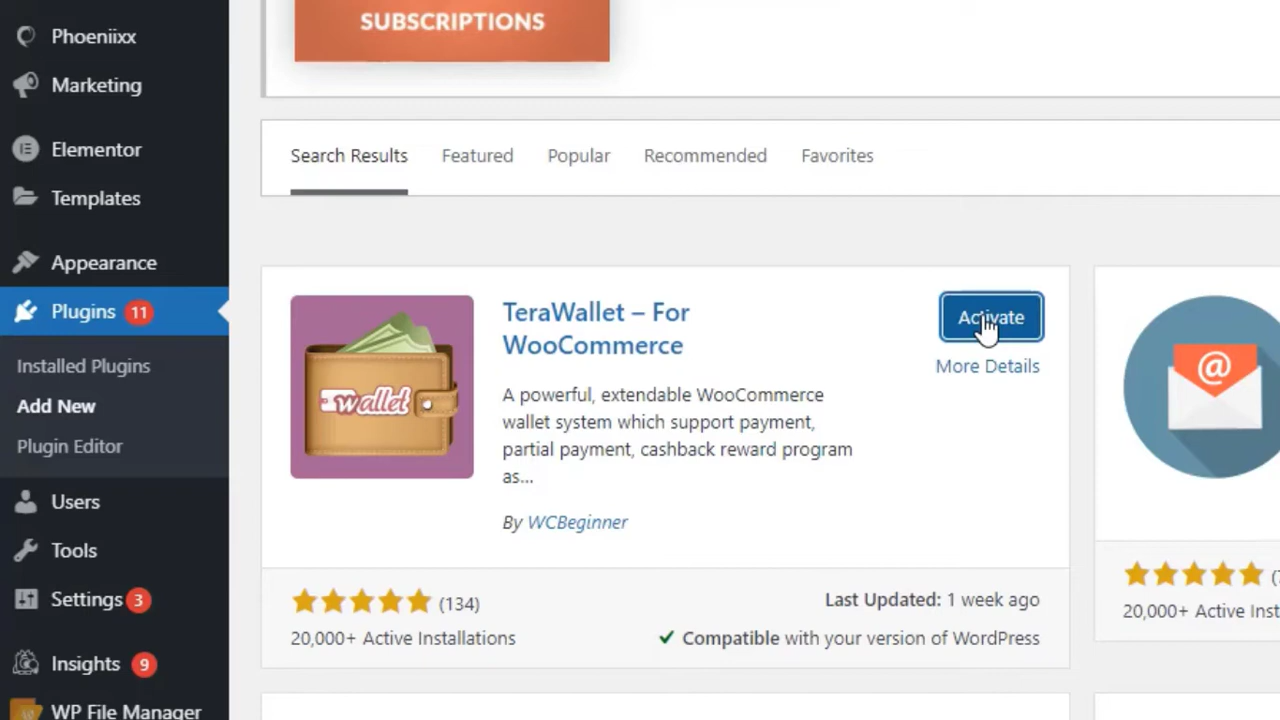 SUBSCRIPTIONS
Phoeniixx
Marketing
Elementor
Templates
Appearance
Plugins 11
Installed Plugins
Add New
Plugin Editor
Users
Tools
Settings 3
Insights 9
WP File Manager
Search Results Featured Popular Recommended Favorites
wallet
TeraWallet – For
WooCommerce
Activate
More Details
A powerful, extendable WooCommerce
wallet system which support payment,
partial payment, cashback reward program
as...
By WCBeginner
(134)
Last Updated: 1 week ago
20,000+ Active Installations
Compatible with your version of WordPress
@
20,000+ Active